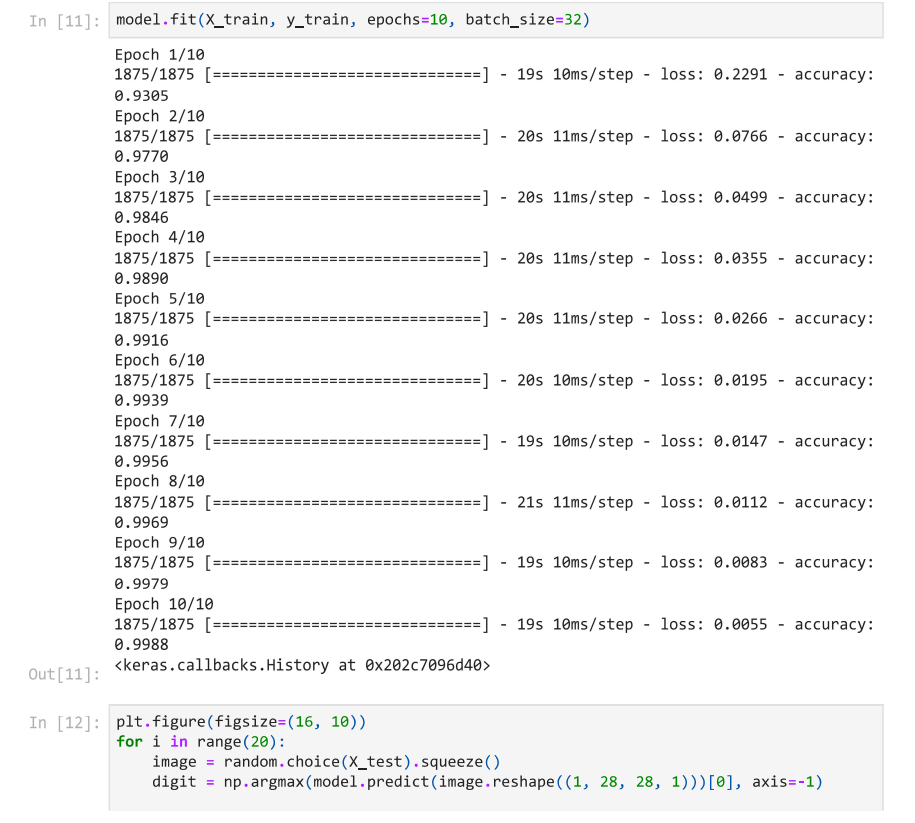 In [11]: model.fit(X_train, y_train, epochs=10, batch_size=32)
Epoch 1/10
1875/1875 [==============================] - 19s 10ms/step - loss: 0.2291 - accuracy:
0.9305
Epoch 2/10
1875/1875 [==============================] - 20s 11ms/step - loss: 0.0766 - accuracy:
0.9770
Epoch 3/10
1875/1875 [==============================] - 20s 11ms/step - loss: 0.0499 - accuracy:
0.9846
Epoch 4/10
1875/1875 [==============================] - 20s 11ms/step - loss: 0.0355 - accuracy:
0.9890
Epoch 5/10
1875/1875 [==============================] - 20s 11ms/step - loss: 0.0266 - accuracy:
0.9916
Epoch 6/10
1875/1875 [==============================] - 20s 10ms/step - loss: 0.0195 - accuracy:
0.9939
Epoch 7/10
1875/1875 [==============================] - 19s 10ms/step - loss: 0.0147 - accuracy:
0.9956
Epoch 8/10
1875/1875 [==============================] - 21s 11ms/step - loss: 0.0112 - accuracy:
0.9969
Epoch 9/10
1875/1875 [==============================] - 19s 10ms/step - loss: 0.0083 - accuracy:
0.9979
Epoch 10/10
1875/1875 [==============================] - 19s 10ms/step - loss: 0.0055 - accuracy:
0.9988
Out[11]: <keras.callbacks.History at 0x202c7096d40>
In [12]: plt.figure(figsize=(16, 10))
for i in range(20):
    image = random.choice(X_test).squeeze()
    digit = np.argmax(model.predict(image.reshape((1, 28, 28, 1)))[0], axis=-1)